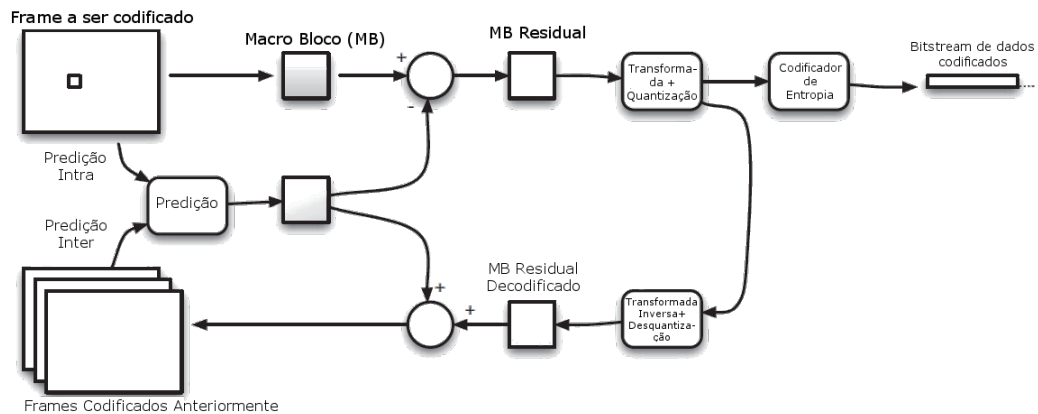 Frame a ser codificado
Macro Bloco (MB)
MB Residual
Bitstream de dados
codificados
+
-
Transforma-
da +
Quantização
Codificador
de
Entropia
Predição
Intra
Predição
Predição
Inter
MB Residual
Decodificado
+
+
Transformada
Inversa+
Desquantiza-
ção
Frames Codificados Anteriormente